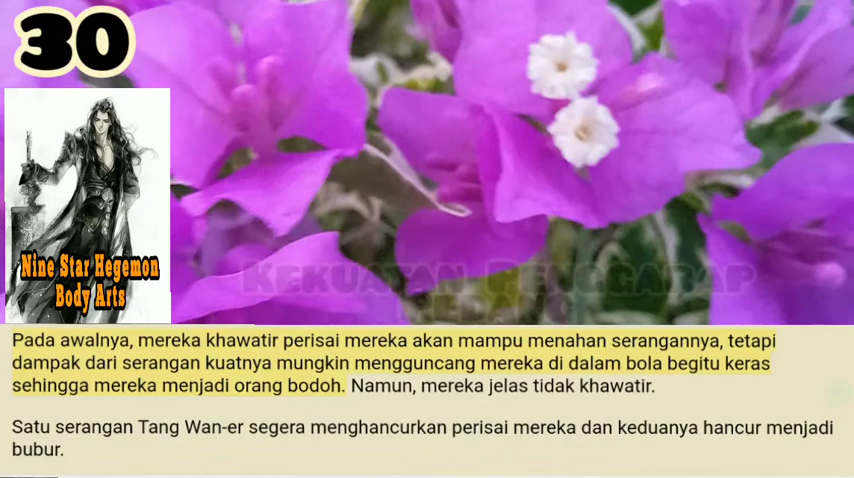 30
Nine Star Hegemon
Body Arts
KEKUATAN PENGGARAP
Pada awalnya, mereka khawatir perisai mereka akan mampu menahan serangannya, tetapi
dampak dari serangan kuatnya mungkin mengguncang mereka di dalam bola begitu keras
sehingga mereka menjadi orang bodoh. Namun, mereka jelas tidak khawatir.
Satu serangan Tang Wan-er segera menghancurkan perisai mereka dan keduanya hancur menjadi
bubur.